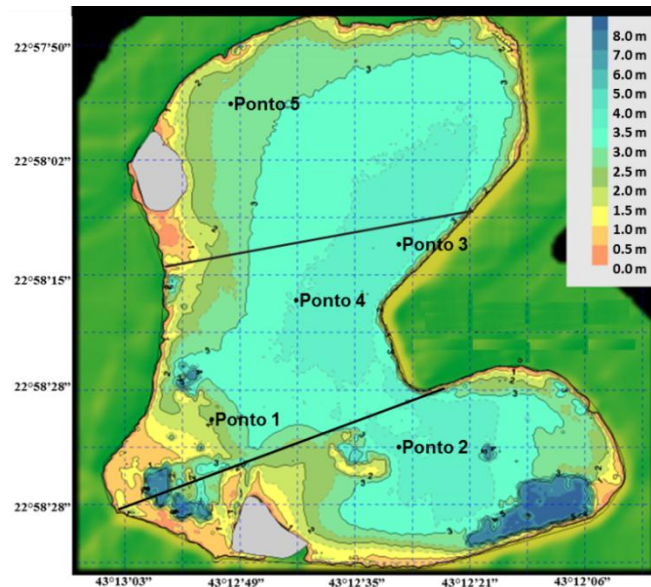 22°57'50"
22°58'02"
22°58'15"
22°58'28"
22°58'28"
8.0 m
7.0 m
6.0 m
5.0 m
4.0 m
3.5 m
3.0 m
2.5 m
2.0 m
1.5 m
1.0 m
0.5 m
0.0 m
Ponto 5
Ponto 3
Ponto 4
Ponto 1
Ponto 2
43°13'03" 43°12'49" 43°12'35" 43°12'21" 43°12'06"